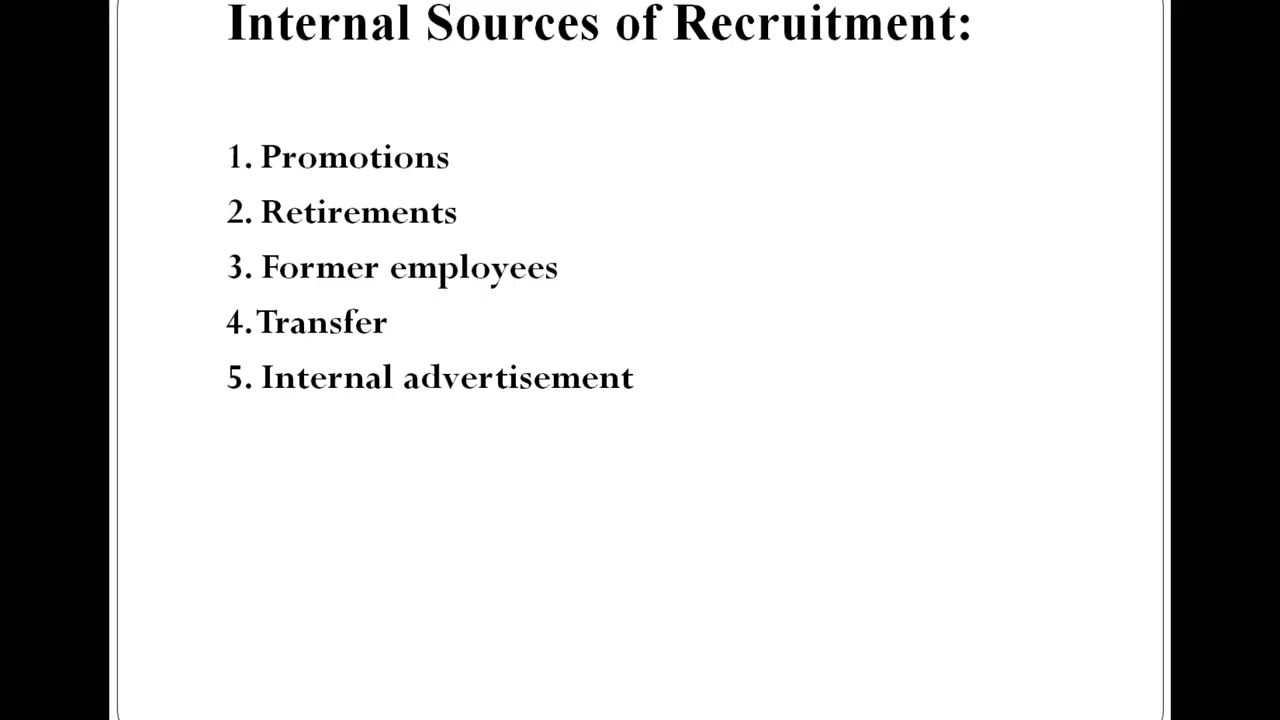 Internal Sources of Recruitment:
1. Promotions
2. Retirements
3. Former employees
4. Transfer
5. Internal advertisement